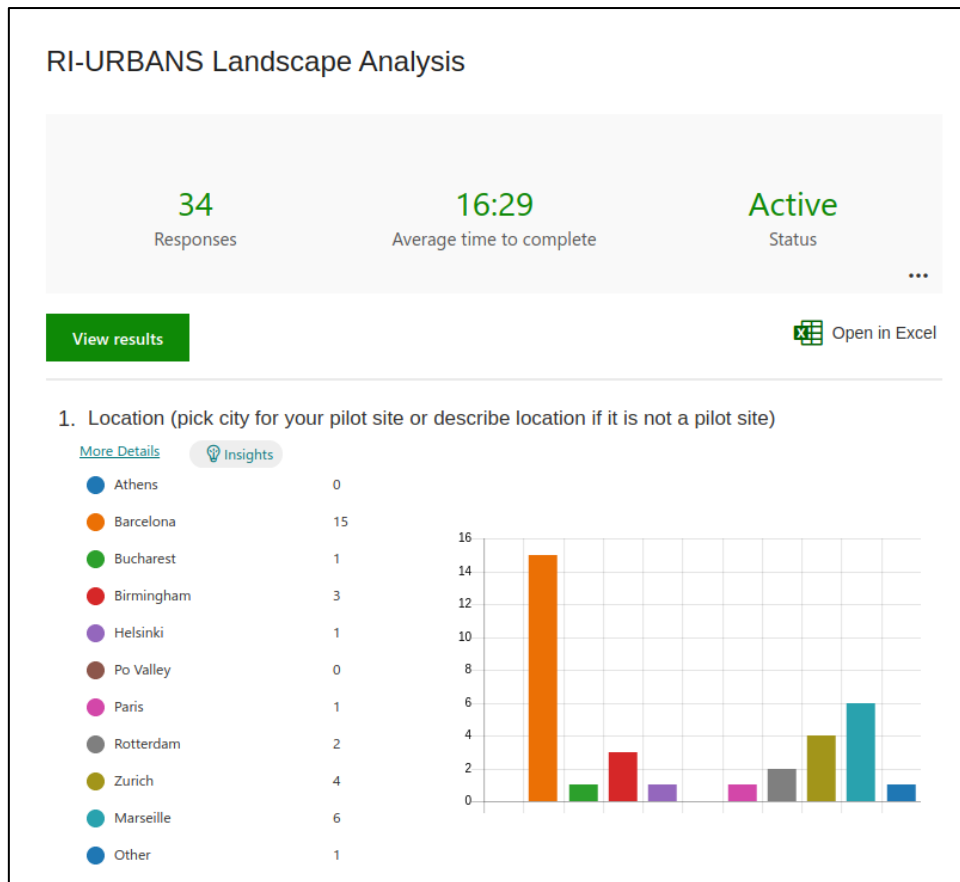 RI-URBANS Landscape Analysis
34 16:29 Active
Responses Average time to complete Status
...
View results Open in Excel
1. Location (pick city for your pilot site or describe location if it is not a pilot site)
More Details Insights
Athens 0
Barcelona 15
Bucharest 1
Birmingham 3
Helsinki 1
Po Valley 0
Paris 1
Rotterdam 2
Zurich 4
Marseille 6
Other 1
16
14
12
10
8
6
4
2
0